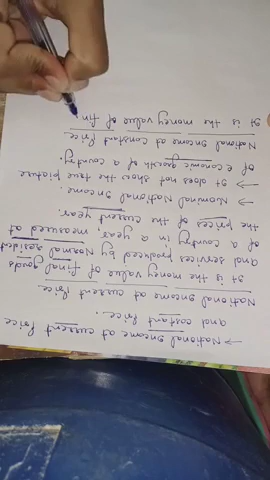 → National Income at current Price
and costant Price.
National Income at current Price
It is the money value of final goods
and services produced by Normal resident
of a country in a year measured at
the prices of the current year.
→ Nominal National Income.
→ It does not show the true picture
of economic growth of a country.
National Income at constant Price
It is the money value of fin